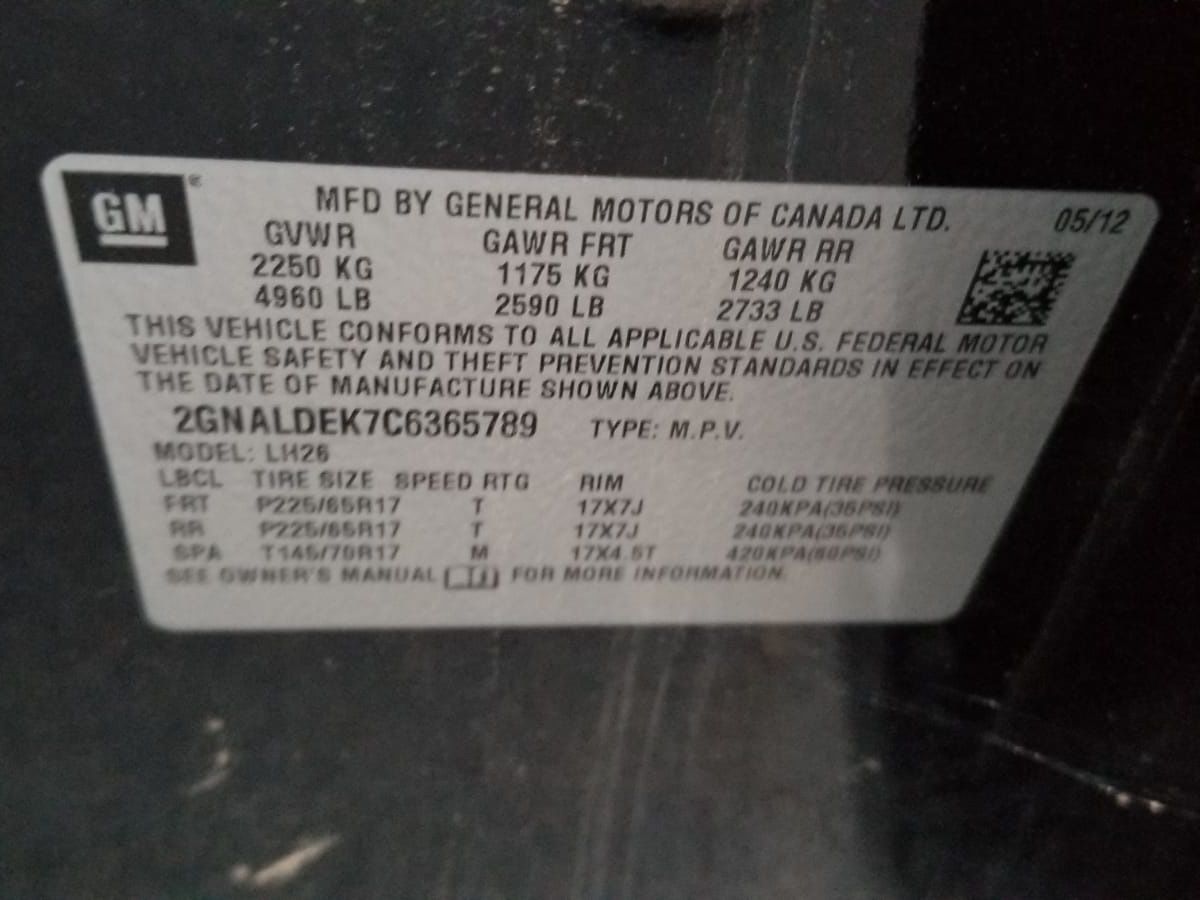 GM ®
MFD BY GENERAL MOTORS OF CANADA LTD. 05/12
GVWR GAWR FRT GAWR RR
2250 KG 1175 KG 1240 KG
4960 LB 2590 LB 2733 LB
THIS VEHICLE CONFORMS TO ALL APPLICABLE U.S. FEDERAL MOTOR
VEHICLE SAFETY AND THEFT PREVENTION STANDARDS IN EFFECT ON
THE DATE OF MANUFACTURE SHOWN ABOVE.
2GNALDEK7C6365789 TYPE: M.P.V.
MODEL: LH26
LBCL TIRE SIZE SPEED RTG RIM COLD TIRE PRESSURE
FRT P225/65R17 T 17X7J 240KPA(35PSI)
RR P225/65R17 T 17X7J 240KPA(35PSI)
SPA T145/70R17 M 17X4.5T 420KPA(60PSI)
SEE OWNER'S MANUAL FOR MORE INFORMATION.